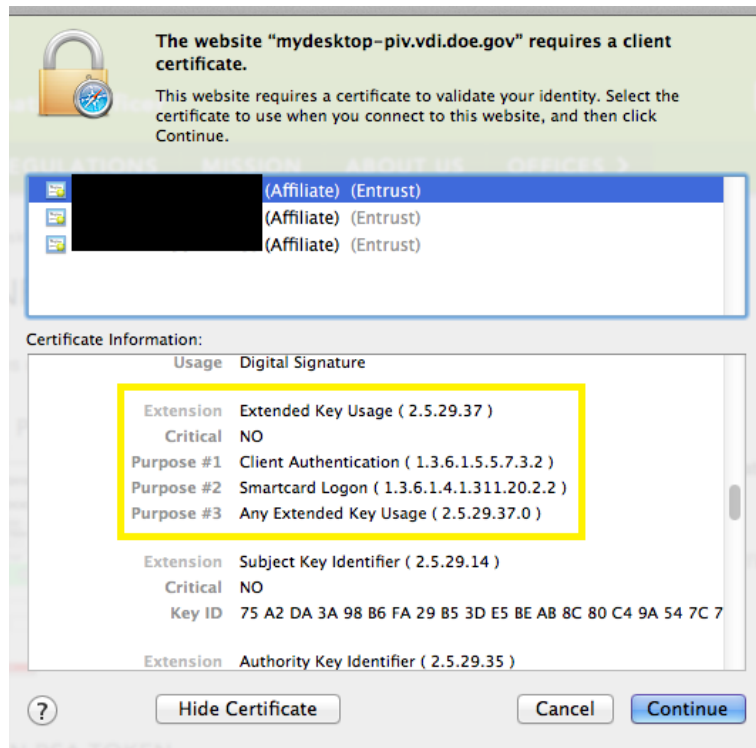 The website “mydesktop-piv.vdi.doe.gov” requires a client
certificate.
This website requires a certificate to validate your identity. Select the
certificate to use when you connect to this website, and then click
Continue.
REGULATIONS MISSION ABOUT US OFFICES >
(Affiliate) (Entrust)
(Affiliate) (Entrust)
(Affiliate) (Entrust)
Certificate Information:
Usage Digital Signature
Extension Extended Key Usage ( 2.5.29.37 )
Critical NO
Purpose #1 Client Authentication ( 1.3.6.1.5.5.7.3.2 )
Purpose #2 Smartcard Logon ( 1.3.6.1.4.1.311.20.2.2 )
Purpose #3 Any Extended Key Usage ( 2.5.29.37.0 )
Extension Subject Key Identifier ( 2.5.29.14 )
Critical NO
Key ID 75 A2 DA 3A 98 B6 FA 29 B5 3D E5 BE AB 8C 80 C4 9A 54 7C 7
Extension Authority Key Identifier ( 2.5.29.35 )
? Hide Certificate Cancel Continue